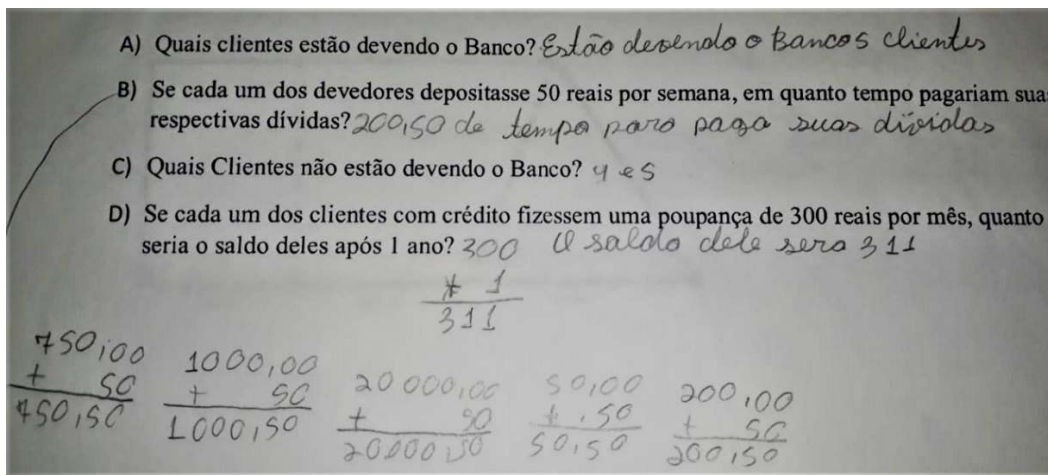 A) Quais clientes estão devendo o Banco? Estão devendo o Banco 5 clientes
B) Se cada um dos devedores depositasse 50 reais por semana, em quanto tempo pagariam sua
respectivas dívidas? 200,50 de tempo para paga suas dividas
C) Quais Clientes não estão devendo o Banco? 4 e 5
D) Se cada um dos clientes com crédito fizessem uma poupança de 300 reais por mês, quanto
seria o saldo deles após 1 ano? 300 O saldo dele sera 311
+ 1
311
750,00 1000,00 20000,00 50,00 200,00
+ 50 + 50 + 50 + ,50 + 50
750,50 1000,50 20000,50 50,50 200,50